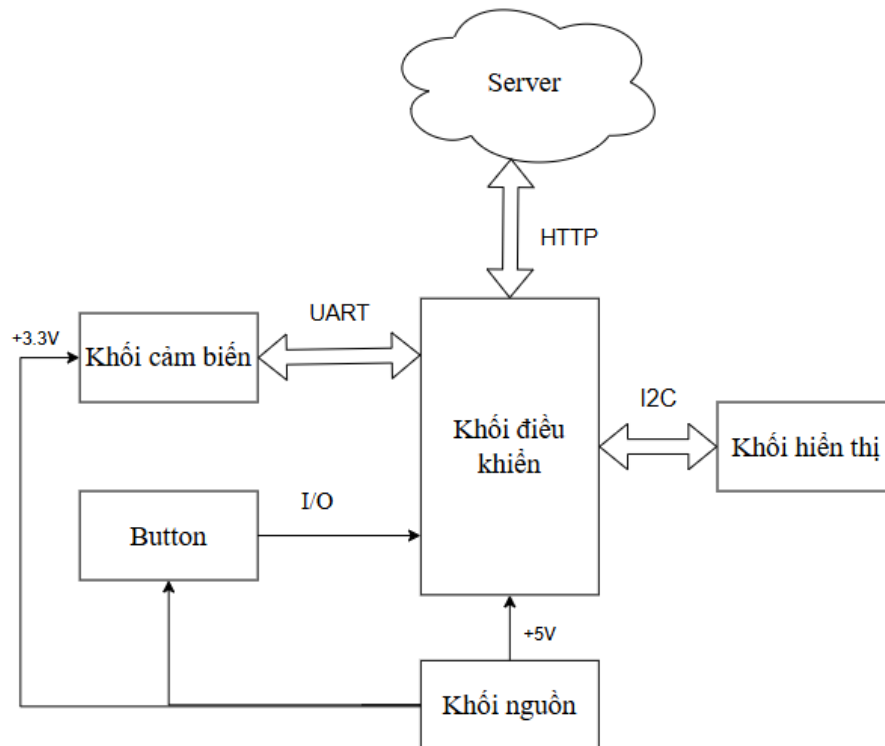 Server
HTTP
UART
+3.3V
Khối cảm biến
I2C
Khối điều
khiển
Khối hiển thị
I/O
Button
+5V
Khối nguồn